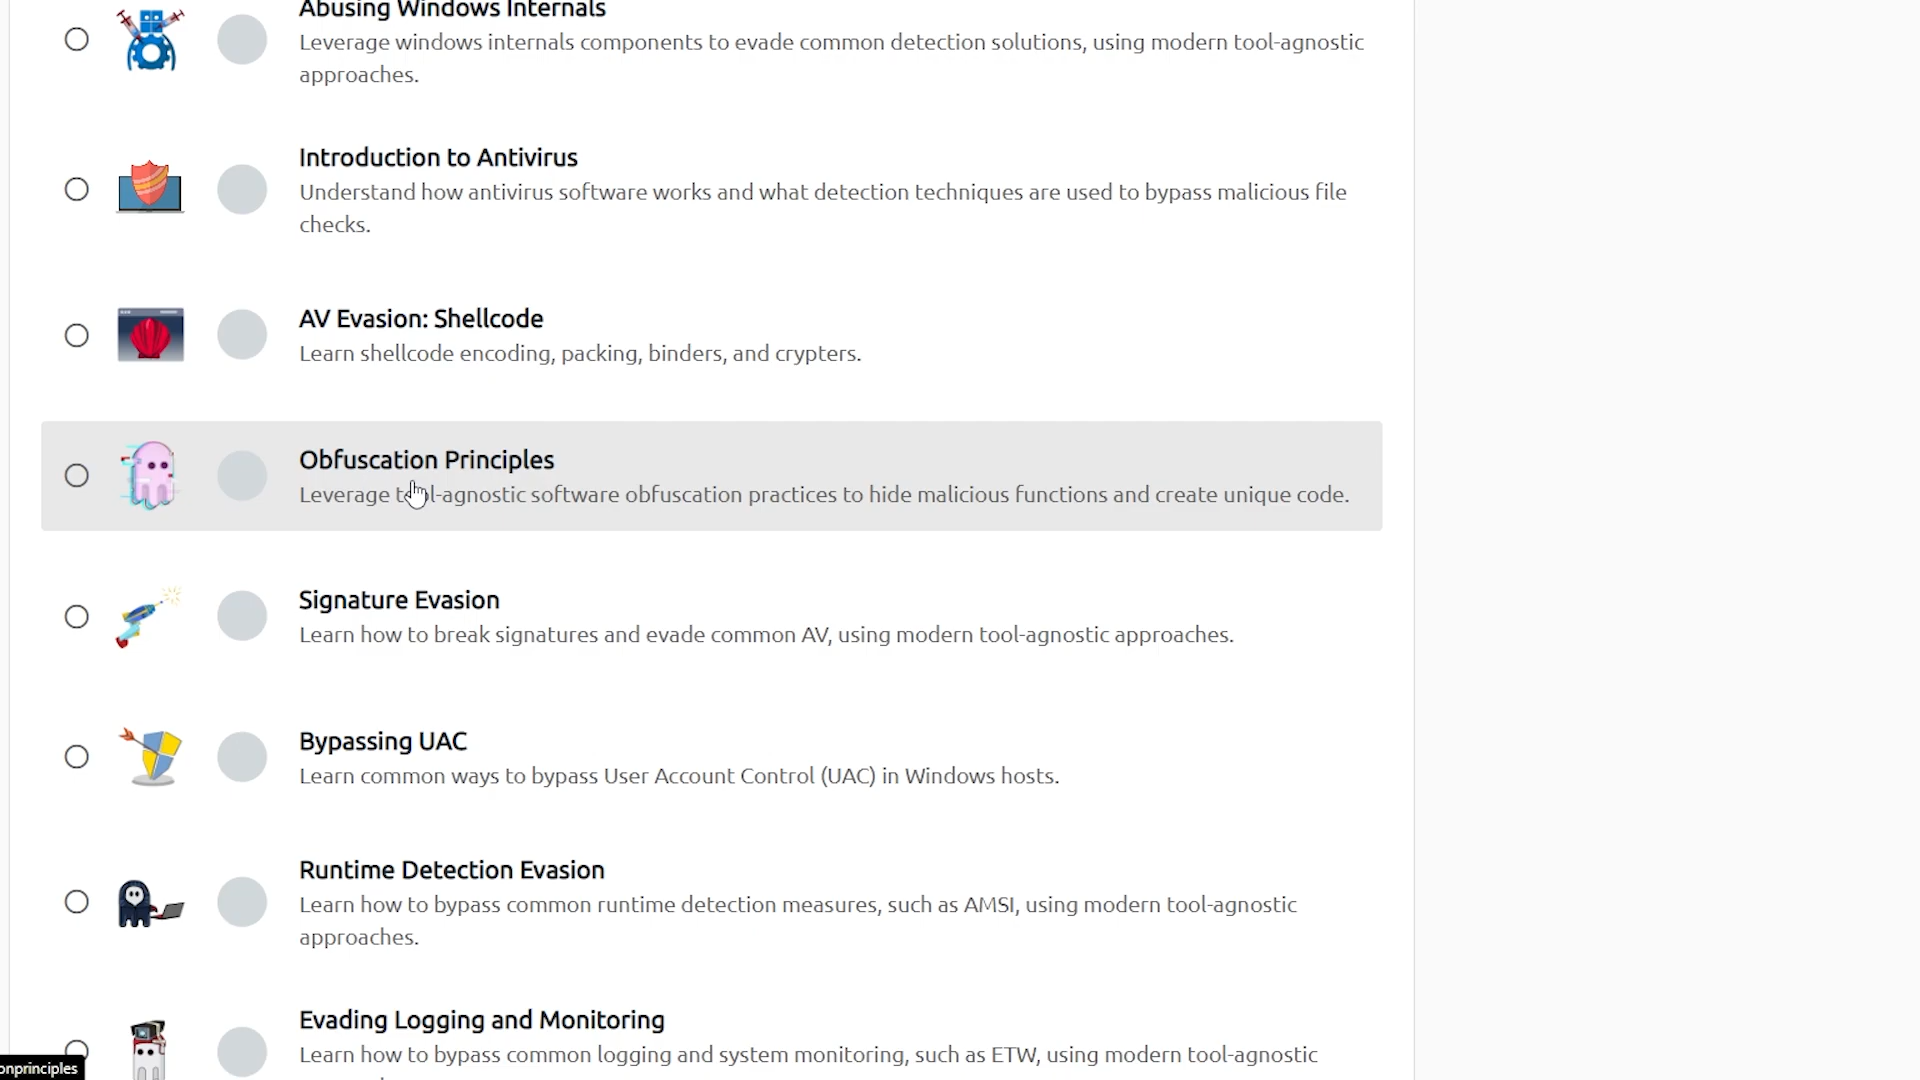 Abusing Windows Internals
Leverage windows internals components to evade common detection solutions, using modern tool-agnostic
approaches.
Introduction to Antivirus
Understand how antivirus software works and what detection techniques are used to bypass malicious file
checks.
AV Evasion: Shellcode
Learn shellcode encoding, packing, binders, and crypters.
Obfuscation Principles
Leverage tool-agnostic software obfuscation practices to hide malicious functions and create unique code.
Signature Evasion
Learn how to break signatures and evade common AV, using modern tool-agnostic approaches.
Bypassing UAC
Learn common ways to bypass User Account Control (UAC) in Windows hosts.
Runtime Detection Evasion
Learn how to bypass common runtime detection measures, such as AMSI, using modern tool-agnostic
approaches.
Evading Logging and Monitoring
Learn how to bypass common logging and system monitoring, such as ETW, using modern tool-agnostic
onprinciples